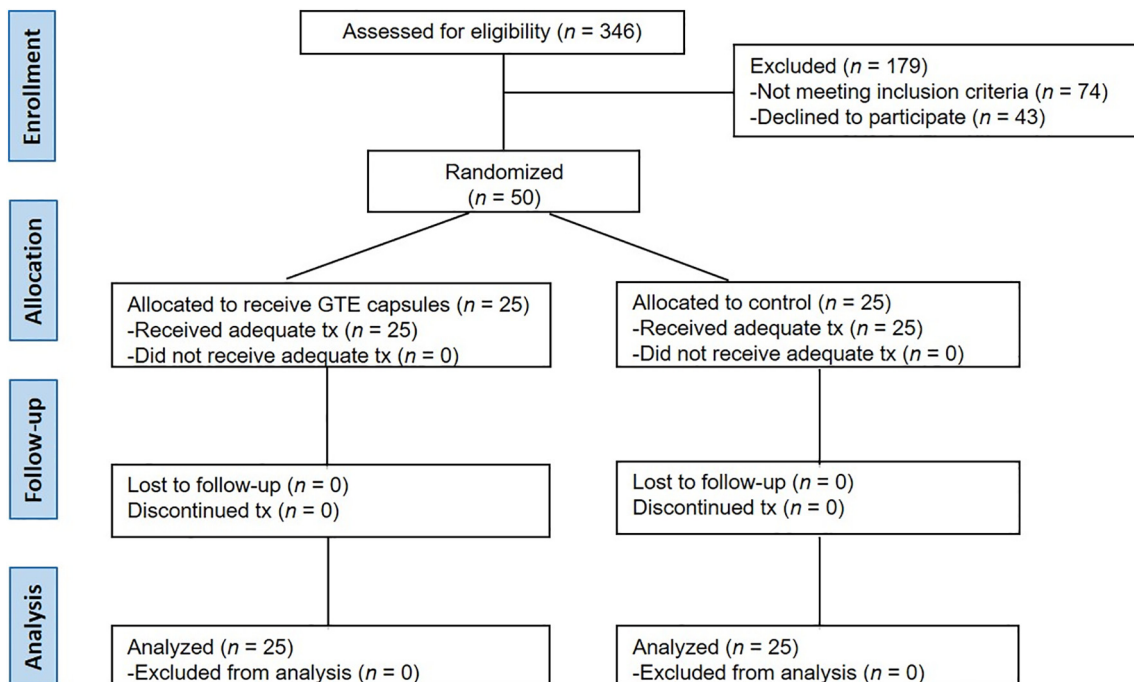 Enrollment
Assessed for eligibility (n = 346)
Excluded (n = 179)
-Not meeting inclusion criteria (n = 74)
-Declined to participate (n = 43)
Randomized
(n = 50)
Allocation
Allocated to receive GTE capsules (n = 25)
-Received adequate tx (n = 25)
-Did not receive adequate tx (n = 0)
Allocated to control (n = 25)
-Received adequate tx (n = 25)
-Did not receive adequate tx (n = 0)
Follow-up
Lost to follow-up (n = 0)
Discontinued tx (n = 0)
Lost to follow-up (n = 0)
Discontinued tx (n = 0)
Analysis
Analyzed (n = 25)
-Excluded from analysis (n = 0)
Analyzed (n = 25)
-Excluded from analysis (n = 0)